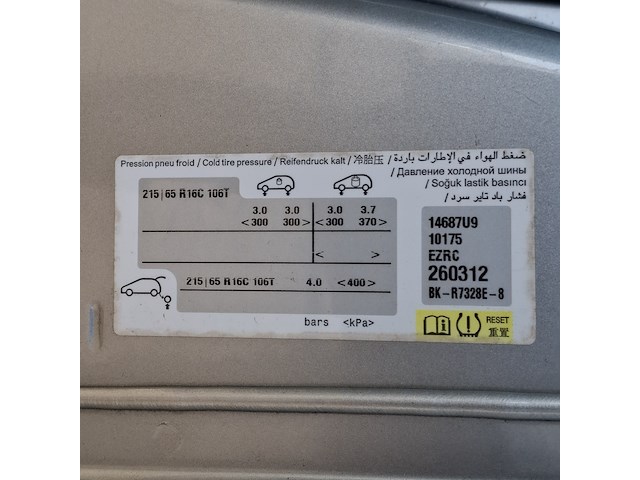 Pression pneu froid / Cold tire pressure / Reifendruck kalt / 冷胎压 / ضغط الهواء في الإطارات باردة
/ Давление холодной шины
/ Soğuk lastik basıncı
/ فشار باد تایر سرد
215|65 R16C 106T
3.0 3.0 3.0 3.7
<300 300> <300 370>
< >
215|65 R16C 106T 4.0 <400>
bars <kPa>
14687U9
10175
EZRC
260312
BK-R7328E-8
RESET
重置